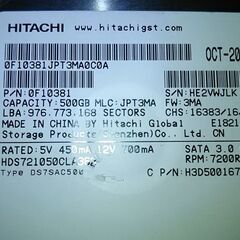 HITACHI
www.hitachigst.com
OCT-20
0F10381JPT3MA0C0A
P/N:0F10381 S/N:HE2VWJLK
CAPACITY:500GB MLC:JPT3MA FW:3MA
LBA:976,773,168 SECTORS CHS:16383/16/
MADE IN CHINA BY Hitachi Global E1821
Storage Products (Shenzhen)Co., Ltd. CN
RATED: 5V 450mA 12V 700mA SATA 3.0
HDS721050CLA RPM:7200R
Type DS7SAC500 C P/N:H3D500167